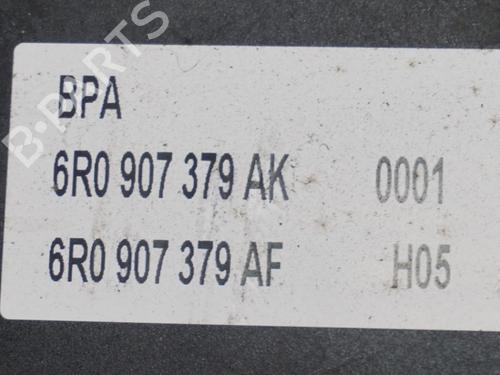 BPA
6R0 907 379 AK 0001
6R0 907 379 AF H05
B-PARTS